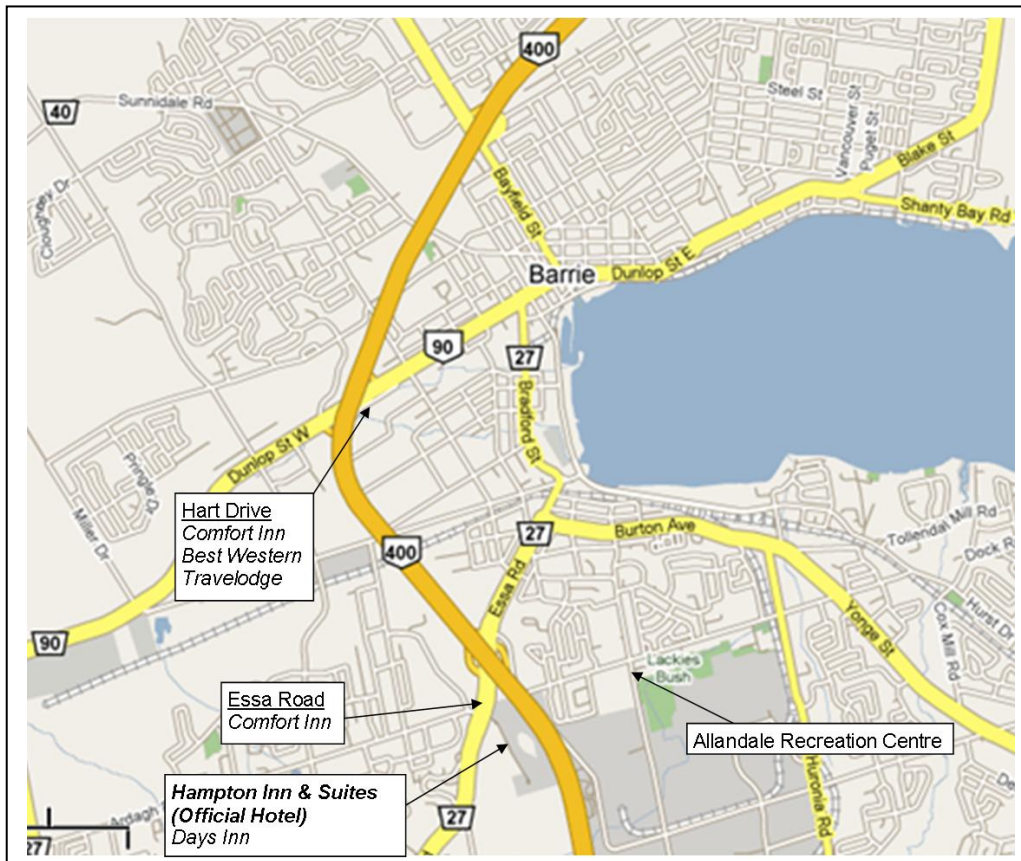 400
40
Sunnidale Rd
Steel St
Vancouver St
Puget St
Blake St
Cloughley Dr
Bayfield St
Shanty Bay Rd
Barrie
Dunlop St E
90
27
Bradford St
Dunlop St W
Pringle Dr
Miller Dr
Hart Drive
Comfort Inn
Best Western
Travelodge
400
27
Burton Ave
Tollendal Mill Rd
Dock R
Essa Rd
Hurst Dr
Yonge St
Cox Mill Rd
90
Lackies
Bush
Essa Road
Comfort Inn
Allandale Recreation Centre
Huronia Rd
De
Hampton Inn & Suites
(Official Hotel)
Days Inn
27
Ardagh
27